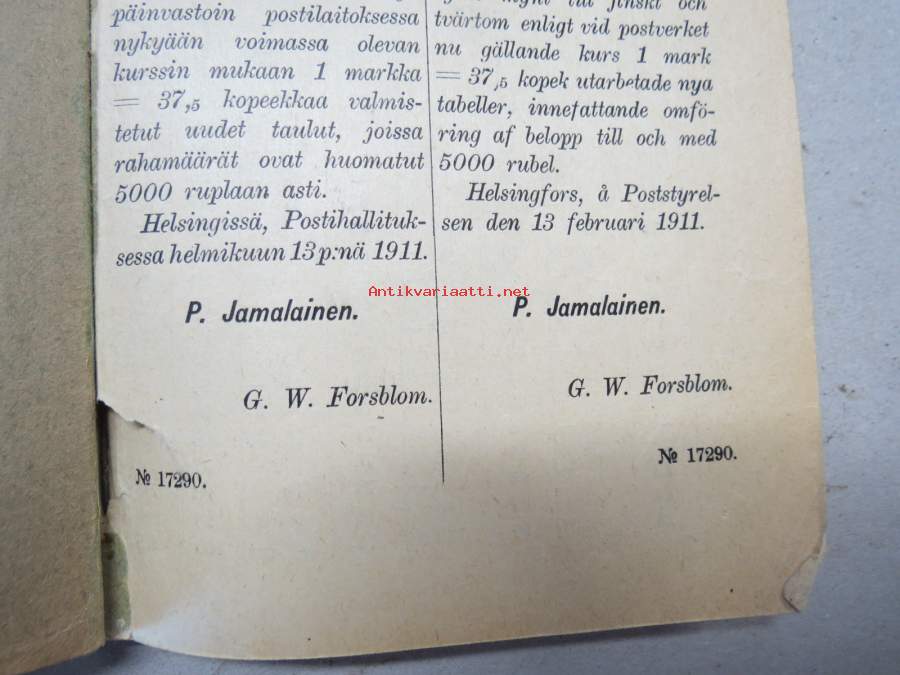 päinvastoin postilaitoksessa
nykyään voimassa olevan
kurssin mukaan 1 markka
= 37,5 kopeekkaa valmis-
tetut uudet taulut, joissa
rahamäärät ovat huomatut
5000 ruplaan asti.
Helsingissä, Postihallituk-
sessa helmikuun 13 p:nä 1911.
P. Jamalainen.
G. W. Forsblom.
№ 17290.
till finskt och
tvärtom enligt vid postverket
nu gällande kurs 1 mark
= 37,5 kopek utarbetade nya
tabeller, innefattande omfö-
ring af belopp till och med
5000 rubel.
Helsingfors, å Poststyrel-
sen den 13 februari 1911.
P. Jamalainen.
G. W. Forsblom.
№ 17290.
Antikvariaatti.net